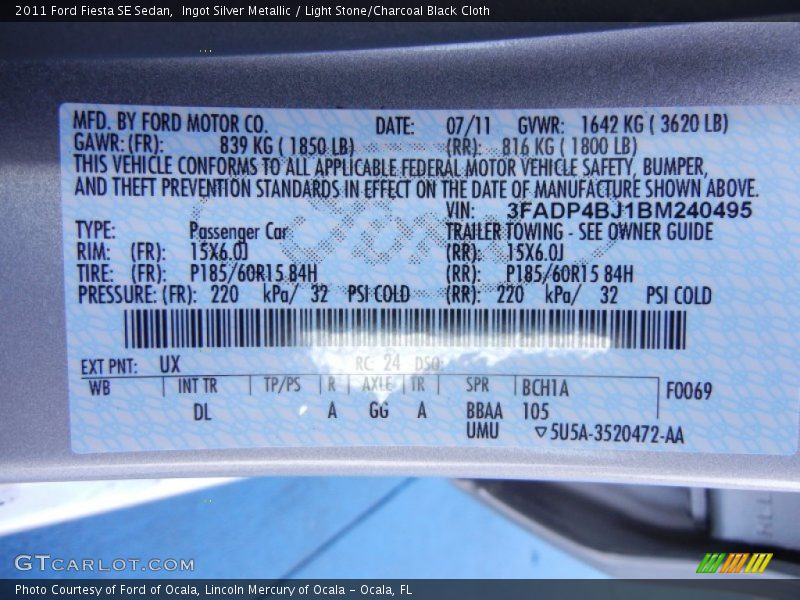 2011 Ford Fiesta SE Sedan,  Ingot Silver Metallic / Light Stone/Charcoal Black Cloth
MFD. BY FORD MOTOR CO. DATE: 07/11 GVWR: 1642 KG ( 3620 LB)
GAWR: (FR): 839 KG ( 1850 LB) (RR): 816 KG ( 1800 LB)
THIS VEHICLE CONFORMS TO ALL APPLICABLE FEDERAL MOTOR VEHICLE SAFETY, BUMPER,
AND THEFT PREVENTION STANDARDS IN EFFECT ON THE DATE OF MANUFACTURE SHOWN ABOVE.
VIN: 3FADP4BJ1BM240495
TYPE: Passenger Car TRAILER TOWING - SEE OWNER GUIDE
RIM: (FR): 15X6.0J (RR): 15X6.0J
TIRE: (FR): P185/60R15 84H (RR): P185/60R15 84H
PRESSURE: (FR): 220 kPa/ 32 PSI COLD (RR): 220 kPa/ 32 PSI COLD
EXT PNT: UX RC: 24 DSO:
WB INT TR TP/PS R AXLE TR SPR BCH1A F0069
DL A GG A BBAA 105
UMU ▽5U5A-3520472-AA
GTCARLOT.COM
Photo Courtesy of Ford of Ocala, Lincoln Mercury of Ocala - Ocala, FL